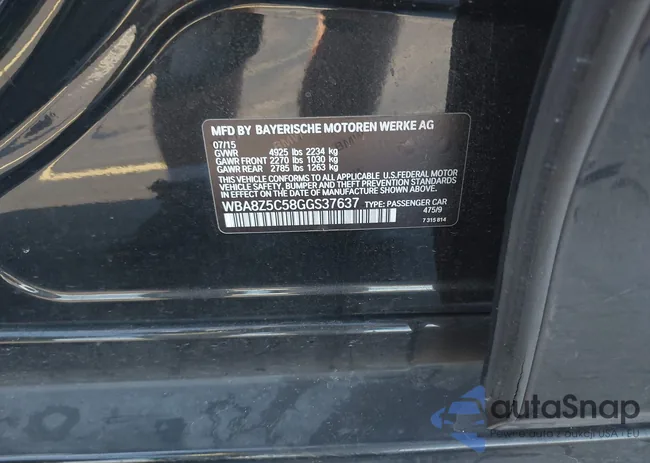 MFD BY BAYERISCHE MOTOREN WERKE AG
07/15
GVWR 4925 lbs 2234 kg
GAWR FRONT 2270 lbs 1030 kg
GAWR REAR 2785 lbs 1263 kg
THIS VEHICLE CONFORMS TO ALL APPLICABLE U.S.FEDERAL MOTOR
VEHICLE SAFETY, BUMPER, AND THEFT PREVENTION STANDARDS
IN EFFECT ON THE DATE OF MANUFACTURE SHOWN ABOVE.
WBA8Z5C58GGS37637 TYPE: PASSENGER CAR
475/9
7 315 814
autoSnap